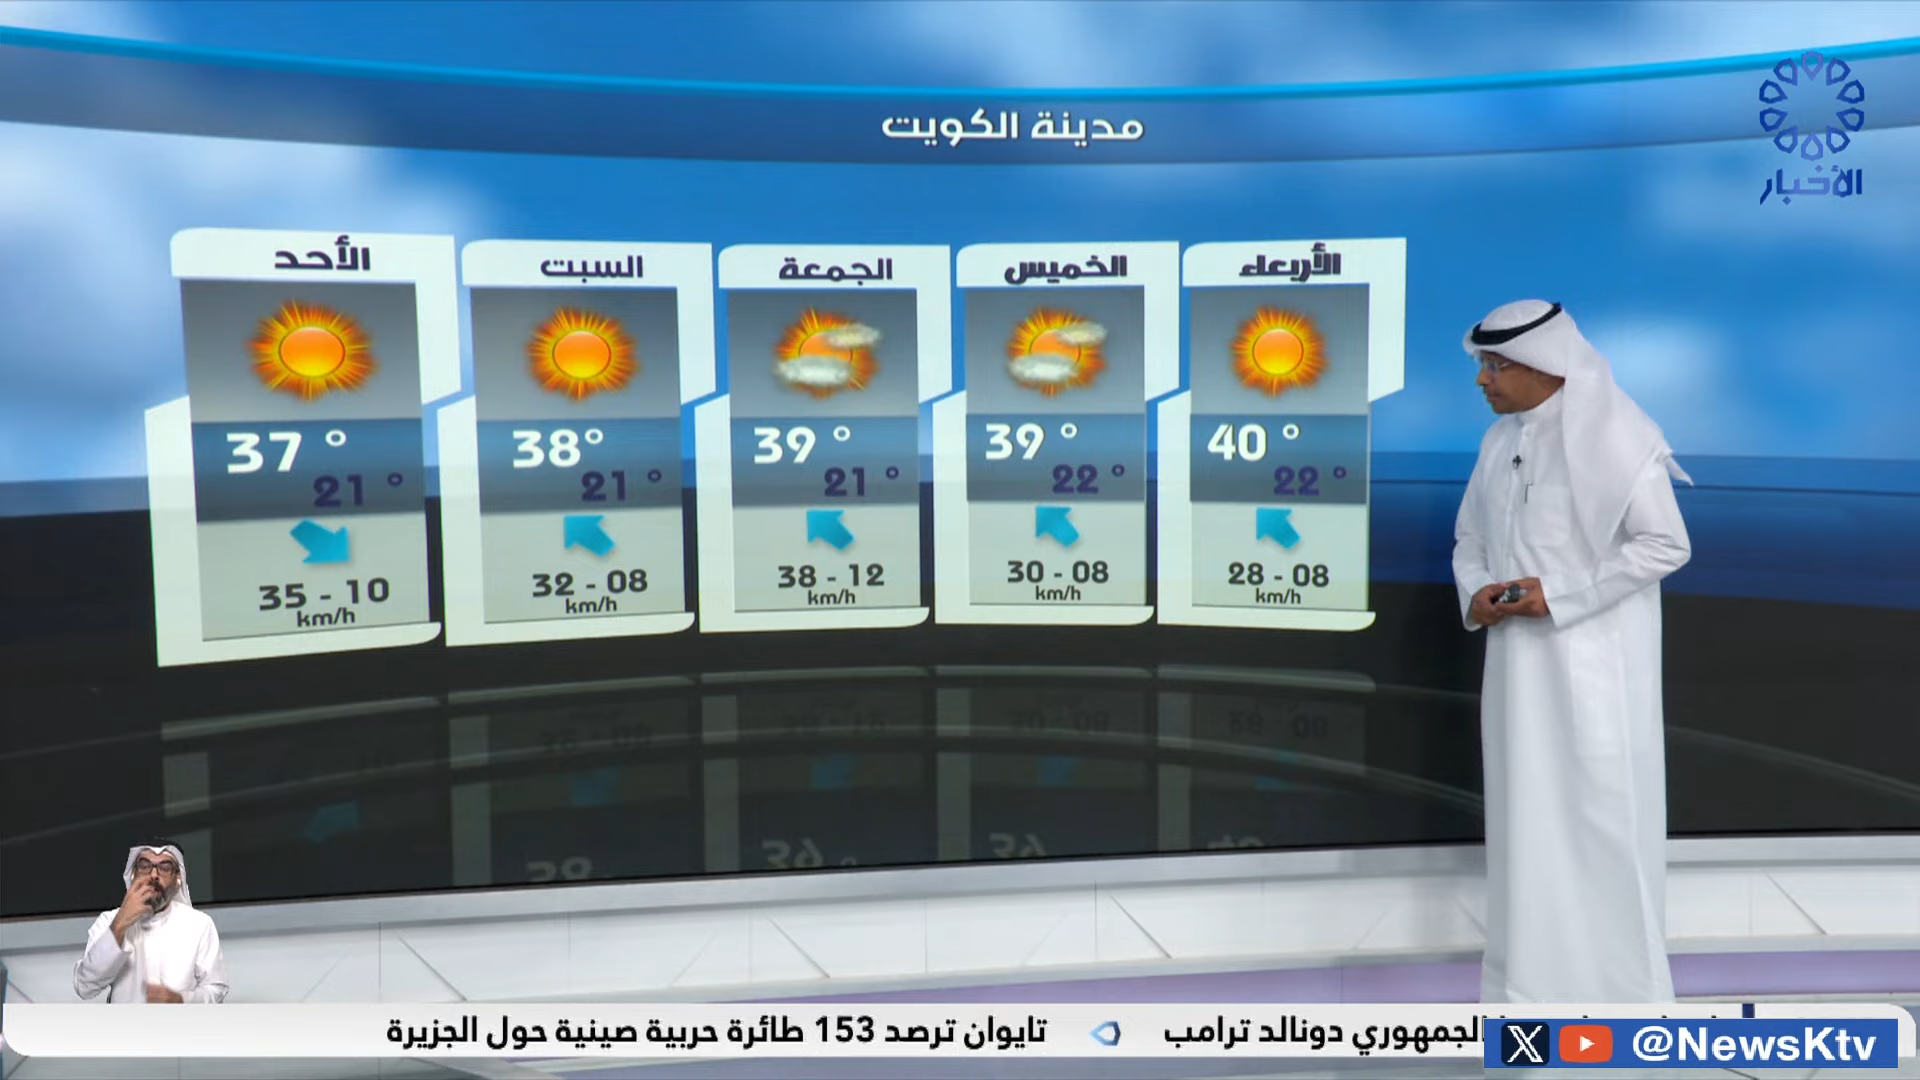 مدينة الكويت
الأخبار
الأربعاء
40°
22°
28 - 08
km/h
الخميس
39°
22°
30 - 08
km/h
الجمعة
39°
21°
38 - 12
km/h
السبت
38°
21°
32 - 08
km/h
الأحد
37°
21°
35 - 10
km/h
الجمهوري دونالد ترامب
تايوان ترصد 153 طائرة حربية صينية حول الجزيرة
@NewsKtv